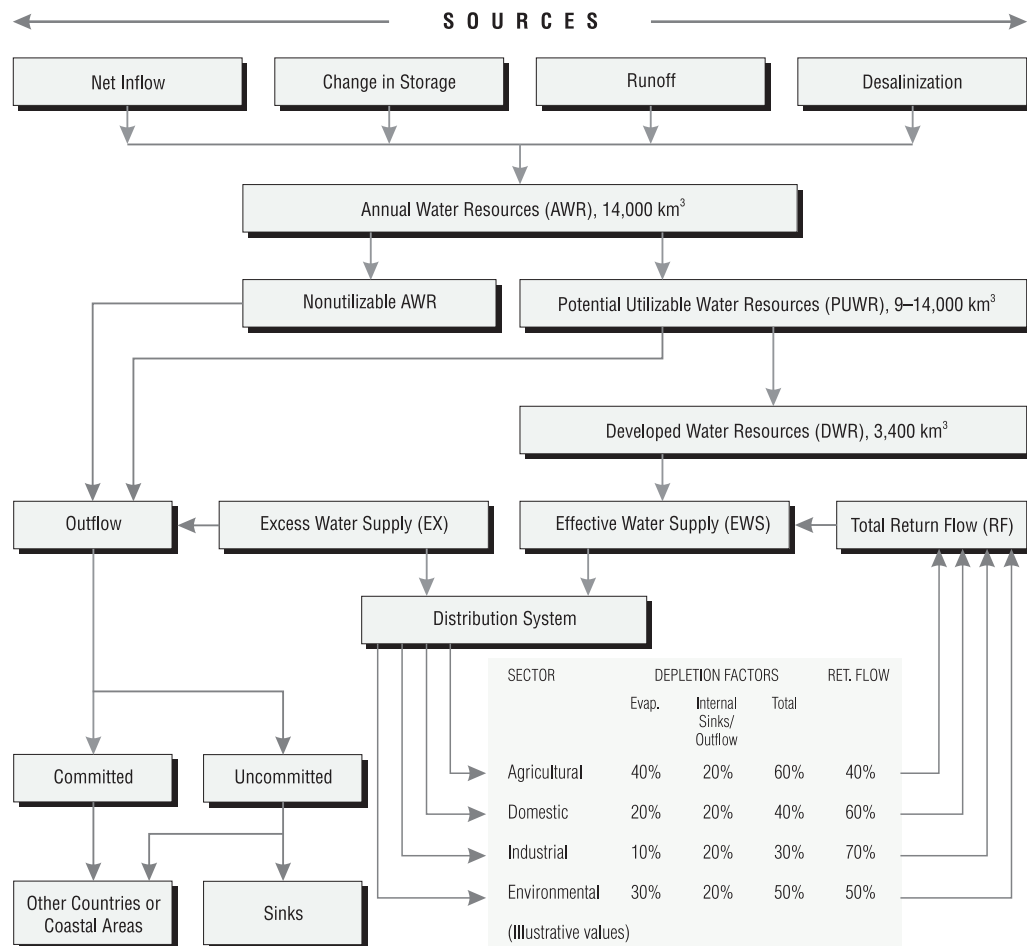 SOURCES
Net Inflow
Change in Storage
Runoff
Desalinization
Annual Water Resources (AWR), 14,000 km³
Nonutilizable AWR
Potential Utilizable Water Resources (PUWR), 9–14,000 km³
Developed Water Resources (DWR), 3,400 km³
Outflow
Excess Water Supply (EX)
Effective Water Supply (EWS)
Total Return Flow (RF)
Distribution System
SECTOR DEPLETION FACTORS RET. FLOW
Evap. Internal Total
Sinks/
Outflow
Agricultural 40% 20% 60% 40%
Domestic 20% 20% 40% 60%
Industrial 10% 20% 30% 70%
Environmental 30% 20% 50% 50%
(Illustrative values)
Committed
Uncommitted
Other Countries or
Coastal Areas
Sinks